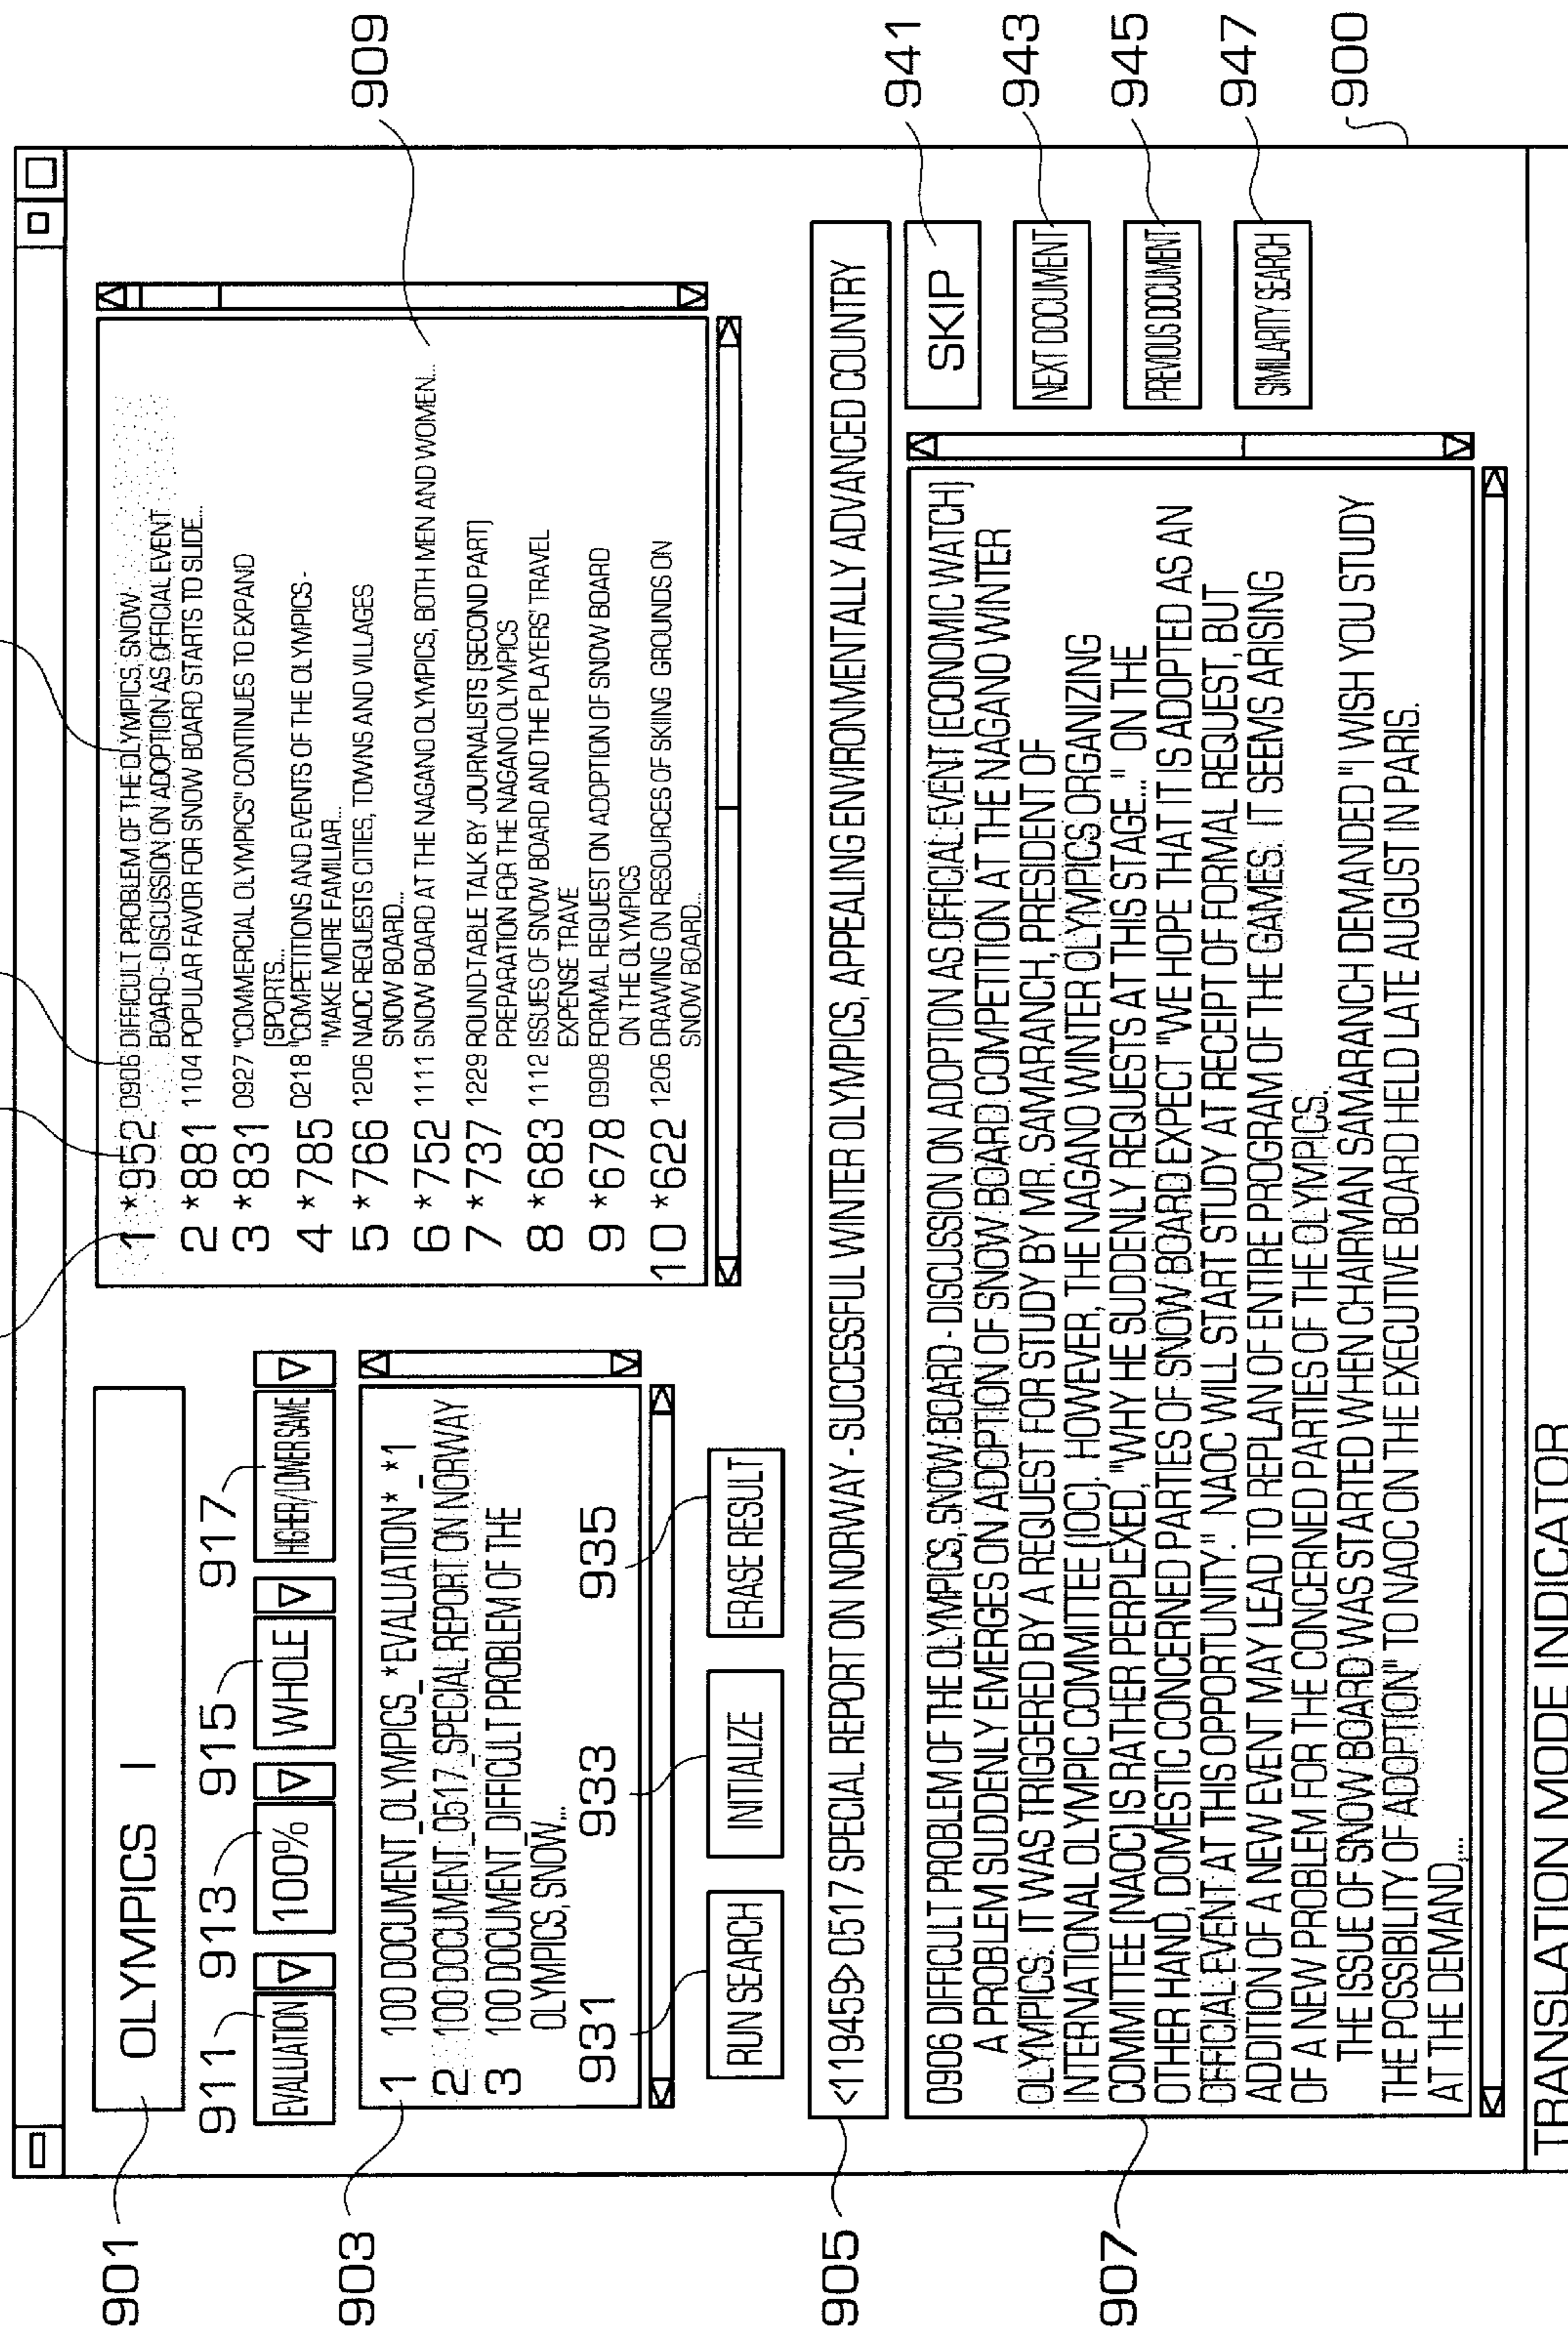 901
OLYMPICS
911
913
915
917
EVALUATION
100%
WHOLE
HIGHER/LOWER SAME
903
1 100 DOCUMENT_OLYMPICS_*EVALUATION* *1
2 100 DOCUMENT_0517_SPECIAL REPORT ON NORWAY
3 100 DOCUMENT_DIFFICULT PROBLEM OF THE
OLYMPICS, SNOW...
931
933
935
RUN SEARCH
INITIALIZE
ERASE RESULT
909
1 *952 0906 DIFFICULT PROBLEM OF THE OLYMPICS, SNOW
BOARD - DISCUSSION ON ADOPTION AS OFFICIAL EVENT
2 *881 1104 POPULAR FAVOR FOR SNOW BOARD STARTS TO SLIDE...
3 *831 0927 "COMMERCIAL OLYMPICS" CONTINUES TO EXPAND
[SPORTS...
4 *785 0218 "COMPETITIONS AND EVENTS OF THE OLYMPICS -
"MAKE MORE FAMILIAR...
5 *766 1206 NAOC REQUESTS CITIES, TOWNS AND VILLAGES
SNOW BOARD...
6 *752 1111 SNOW BOARD AT THE NAGANO OLYMPICS, BOTH MEN AND WOMEN...
7 *737 1229 ROUND-TABLE TALK BY JOURNALISTS [SECOND PART]
PREPARATION FOR THE NAGANO OLYMPICS
8 *683 1112 ISSUES OF SNOW BOARD AND THE PLAYERS' TRAVEL
EXPENSE TRAVE
9 *678 0908 FORMAL REQUEST ON ADOPTION OF SNOW BOARD
ON THE OLYMPICS
10 *622 1206 DRAWING ON RESOURCES OF SKIING GROUNDS ON
SNOW BOARD...
905
<119459> 0517 SPECIAL REPORT ON NORWAY - SUCCESSFUL WINTER OLYMPICS, APPEALING ENVIRONMENTALLY ADVANCED COUNTRY
907
0906 DIFFICULT PROBLEM OF THE OLYMPICS, SNOW BOARD - DISCUSSION ON ADOPTION AS OFFICIAL EVENT [ECONOMIC WATCH]
A PROBLEM SUDDENLY EMERGES ON ADOPTION OF SNOW BOARD COMPETITION AT THE NAGANO WINTER
OLYMPICS. IT WAS TRIGGERED BY A REQUEST FOR STUDY BY MR. SAMARANCH, PRESIDENT OF
INTERNATIONAL OLYMPIC COMMITTEE (IOC). HOWEVER, THE NAGANO WINTER OLYMPICS ORGANIZING
COMMITTEE [NAOC] IS RATHER PERPLEXED, "WHY HE SUDDENLY REQUESTS AT THIS STAGE..." ON THE
OTHER HAND, DOMESTIC CONCERNED PARTIES OF SNOW BOARD EXPECT "WE HOPE THAT IT IS ADOPTED AS AN
OFFICIAL EVENT AT THIS OPPORTUNITY." NAOC WILL START STUDY AT RECEIPT OF FORMAL REQUEST, BUT
ADDITION OF A NEW EVENT MAY LEAD TO REPLAN OF ENTIRE PROGRAM OF THE GAMES. IT SEEMS ARISING
OF A NEW PROBLEM FOR THE CONCERNED PARTIES OF THE OLYMPICS.
THE ISSUE OF SNOW BOARD WAS STARTED WHEN CHARMAN SAMARANCH DEMANDED "I WISH YOU STUDY
THE POSSIBILITY OF ADOPTION" TO NAOC ON THE EXECUTIVE BOARD HELD LATE AUGUST IN PARIS.
AT THE DEMAND,...
SKIP
941
NEXT DOCUMENT
943
PREVIOUS DOCUMENT
945
SIMILARITY SEARCH
947
900
TRANSLATION MODE INDICATOR